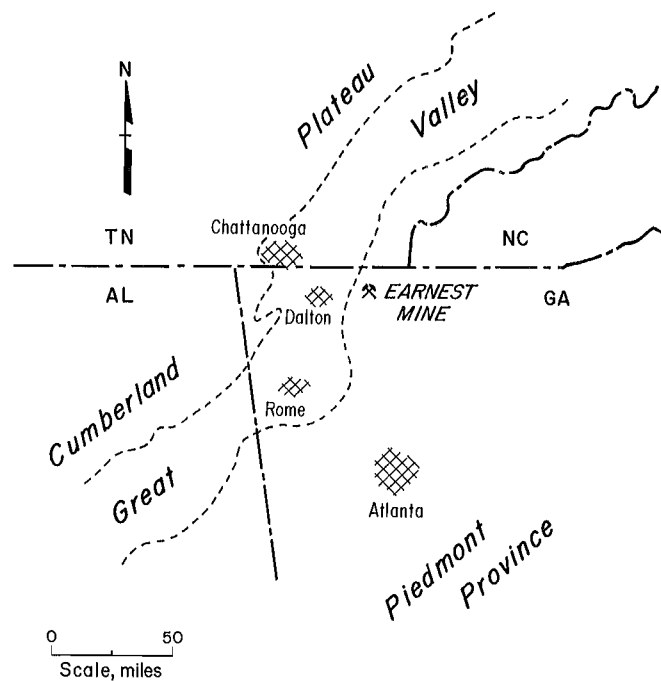 N
Plateau
Valley
TN
Chattanooga
NC
AL
EARNEST
MINE
GA
Dalton
Cumberland
Rome
Great
Atlanta
Piedmont
Province
0 50
Scale, miles